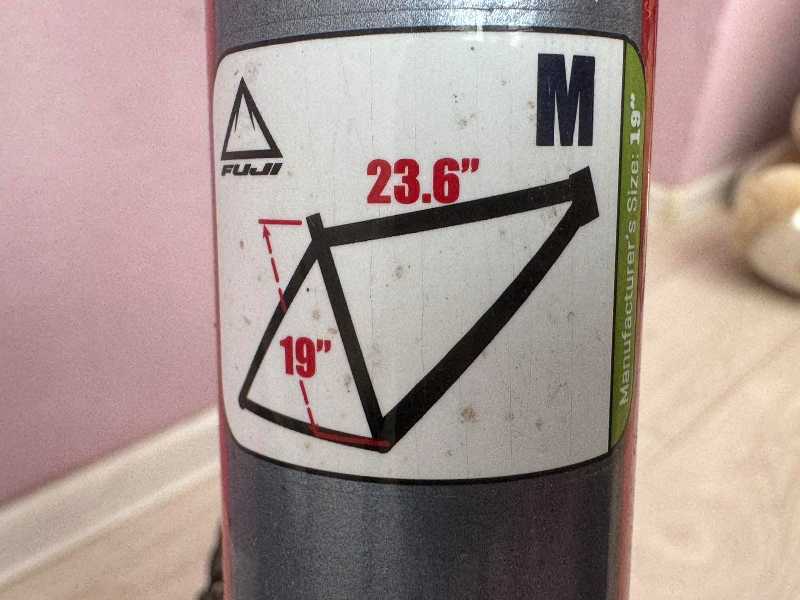 M
FUJI
23.6”
19”
Manufacturer's Size: 19”